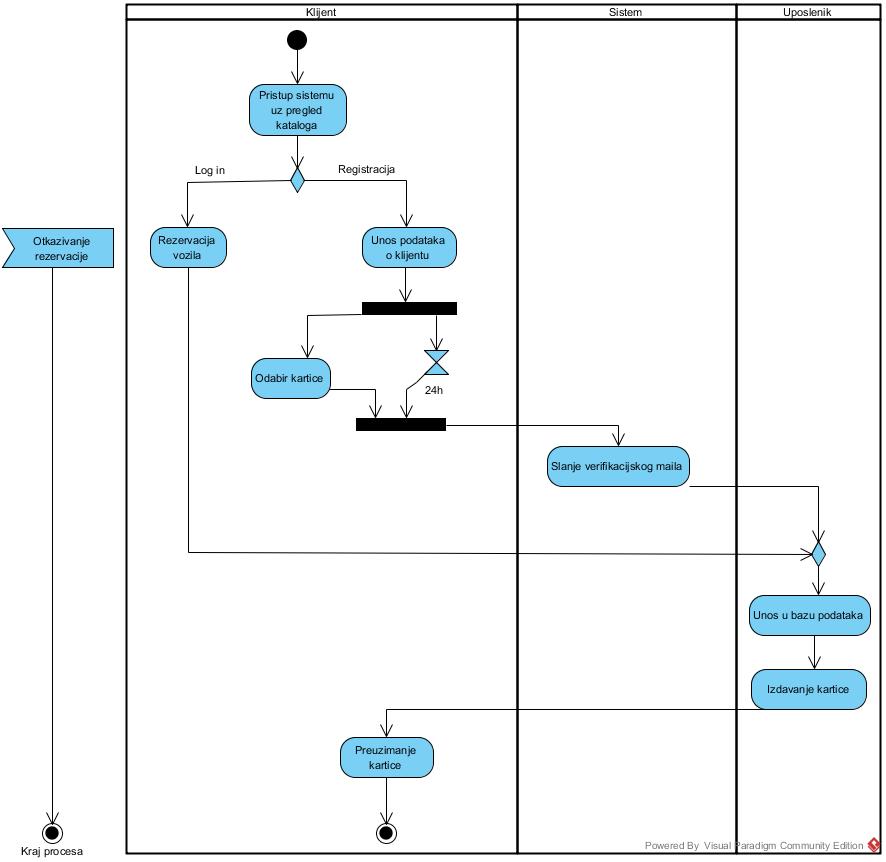 Klijent
Sistem
Uposlenik
Pristup sistemu
uz pregled
kataloga
Log in
Registracija
Otkazivanje
rezervacije
Rezervacija
vozila
Unos podataka
o klijentu
Odabir kartice
24h
Slanje verifikacijskog maila
Unos u bazu podataka
Izdavanje kartice
Preuzimanje
kartice
Kraj procesa
Powered By Visual Paradigm Community Edition